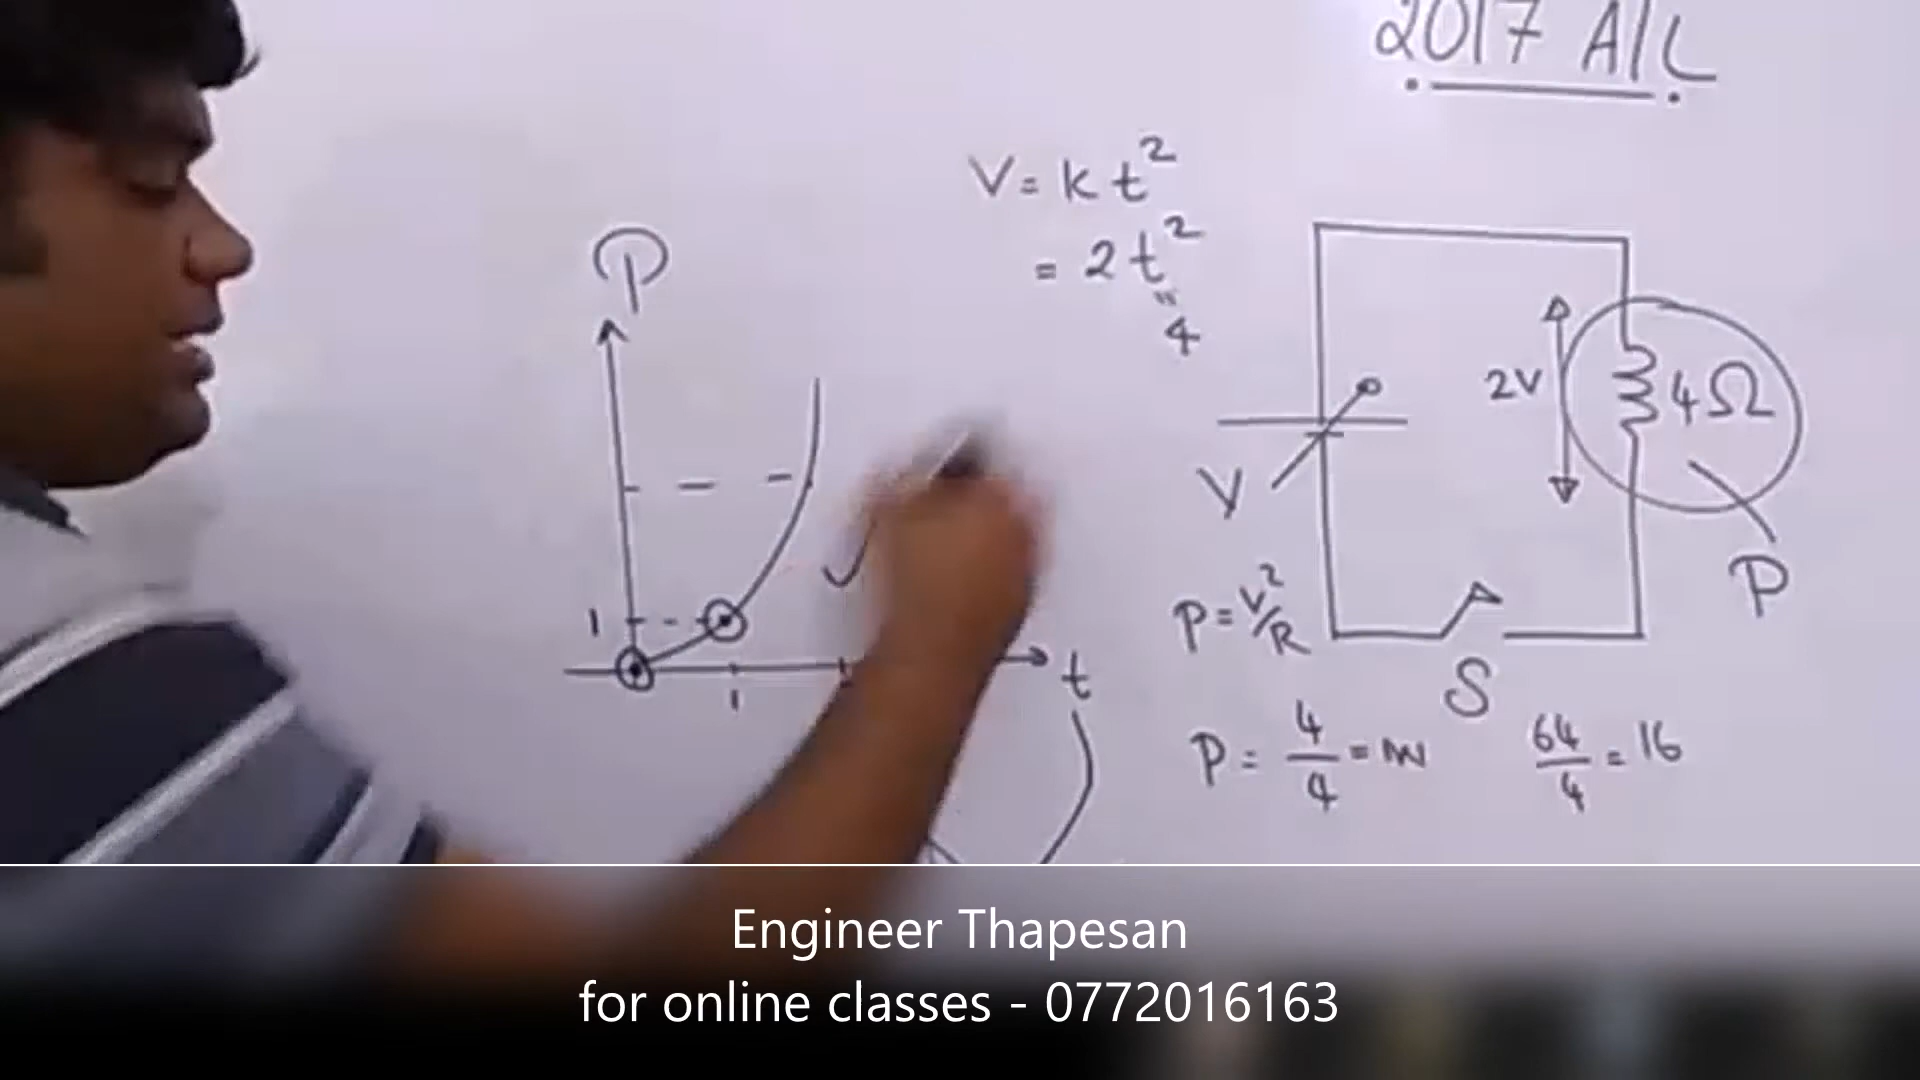 2017 A/L
V = k t²
= 2 t²
=
4
P
1
1
t
2V
4Ω
V
P
P = V²/R
S
P = 4/4 = 1W
64/4 = 16
Engineer Thapesan
for online classes - 0772016163